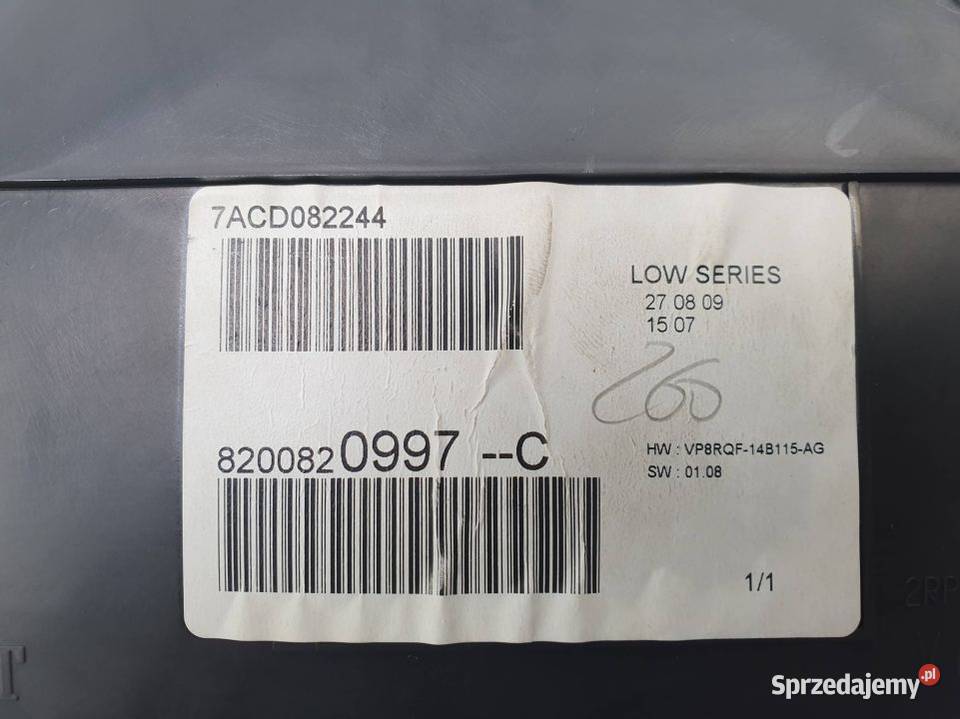 7ACD082244
LOW SERIES
27 08 09
15 07
260
8200820997 --C
HW : VP8RQF-14B115-AG
SW : 01.08
1/1
2RP
T
Sprzedajemy.pl